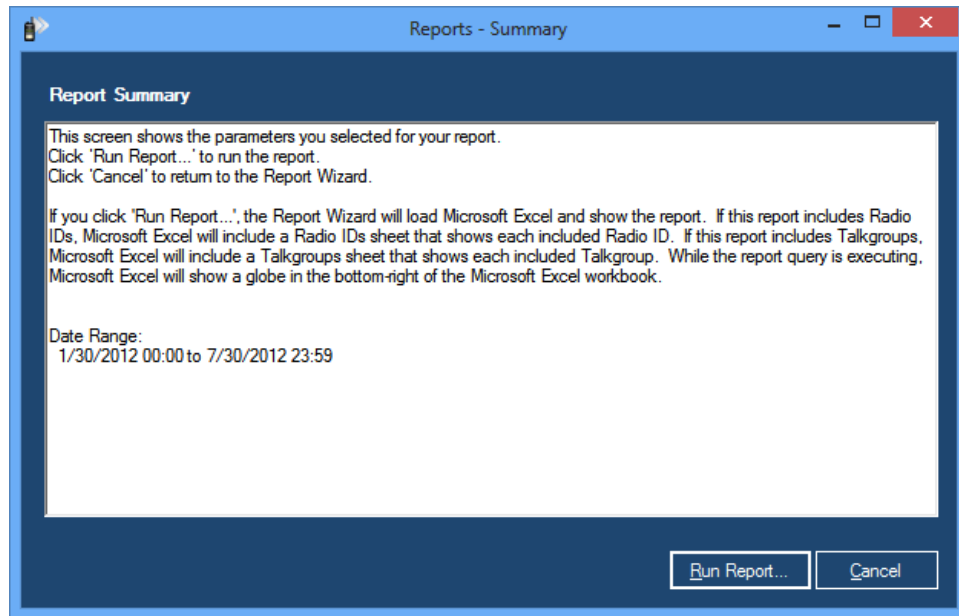 Reports - Summary
Report Summary
This screen shows the parameters you selected for your report.
Click 'Run Report...' to run the report.
Click 'Cancel' to return to the Report Wizard.
If you click 'Run Report...', the Report Wizard will load Microsoft Excel and show the report.  If this report includes Radio
IDs, Microsoft Excel will include a Radio IDs sheet that shows each included Radio ID.  If this report includes Talkgroups,
Microsoft Excel will include a Talkgroups sheet that shows each included Talkgroup.  While the report query is executing,
Microsoft Excel will show a globe in the bottom-right of the Microsoft Excel workbook.
Date Range:
1/30/2012 00:00 to 7/30/2012 23:59
Run Report...
Cancel